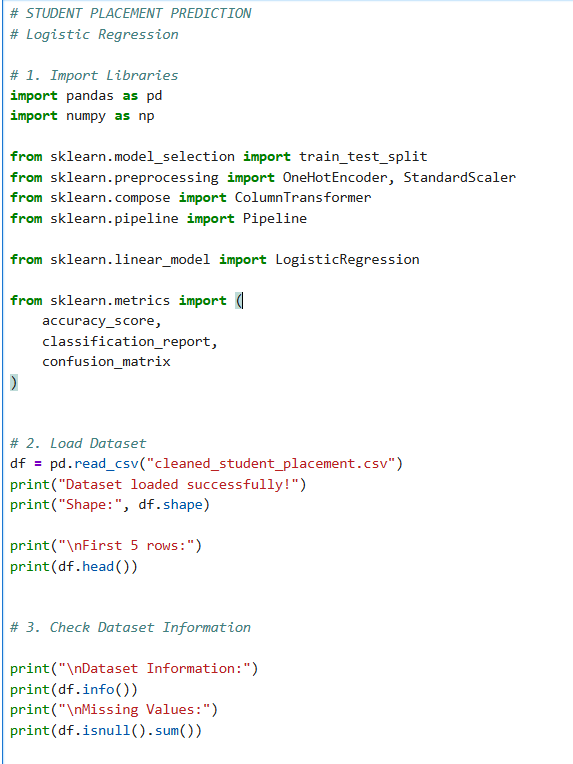 # STUDENT PLACEMENT PREDICTION
# Logistic Regression
# 1. Import Libraries
import pandas as pd
import numpy as np
from sklearn.model_selection import train_test_split
from sklearn.preprocessing import OneHotEncoder, StandardScaler
from sklearn.compose import ColumnTransformer
from sklearn.pipeline import Pipeline
from sklearn.linear_model import LogisticRegression
from sklearn.metrics import (
    accuracy_score,
    classification_report,
    confusion_matrix
)
# 2. Load Dataset
df = pd.read_csv("cleaned_student_placement.csv")
print("Dataset loaded successfully!")
print("Shape:", df.shape)
print("\nFirst 5 rows:")
print(df.head())
# 3. Check Dataset Information
print("\nDataset Information:")
print(df.info())
print("\nMissing Values:")
print(df.isnull().sum())